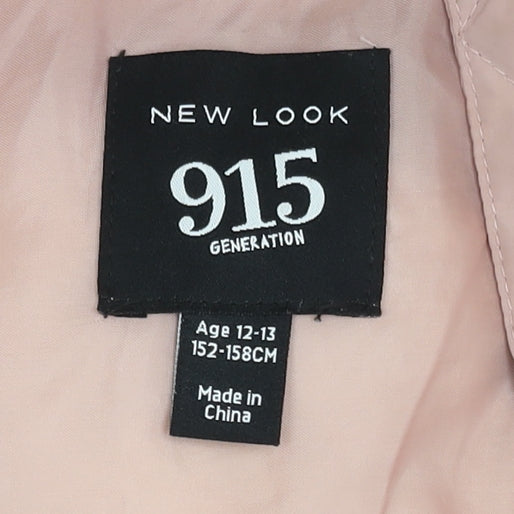 NEW LOOK
915
GENERATION
Age 12-13
152-158CM
Made in
China